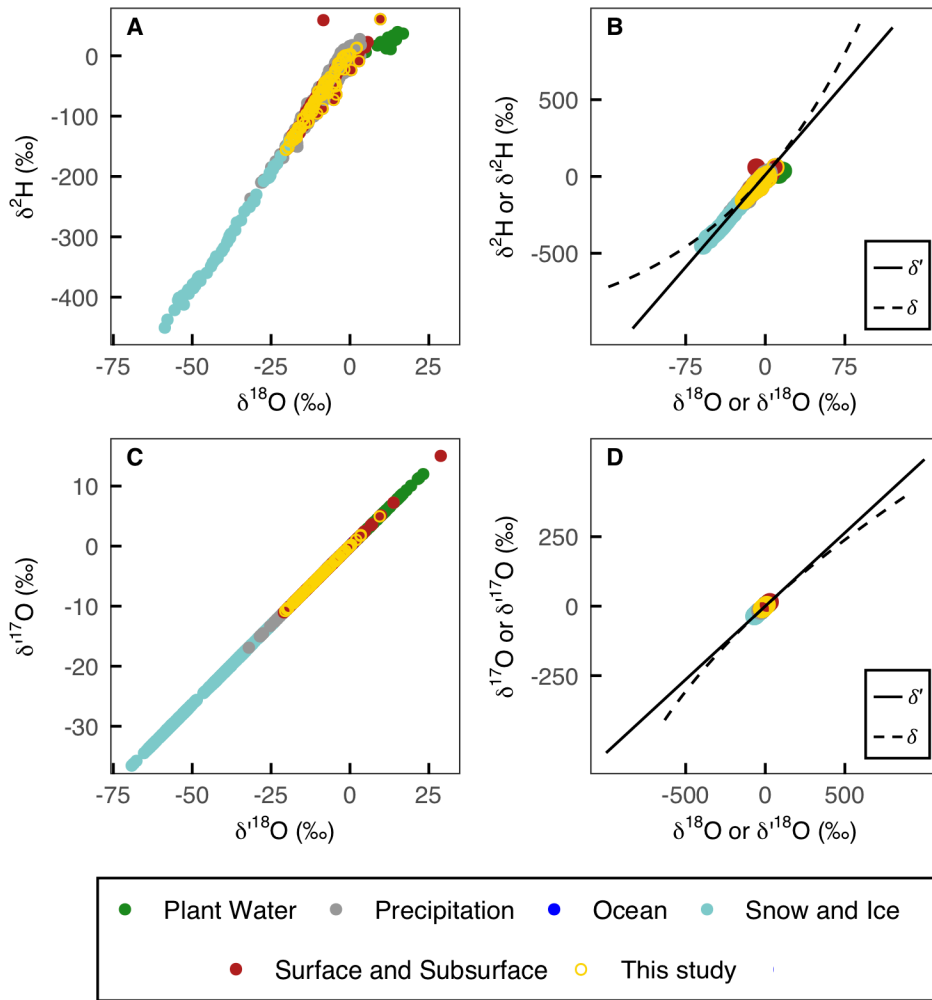 A
B
0
-100
-200
-300
-400
δ²H (‰)
-75
-50
-25
0
25
δ¹⁸O (‰)
500
0
-500
δ²H or δ'²H (‰)
-75
0
75
δ¹⁸O or δ'¹⁸O (‰)
δ'
δ
C
D
10
0
-10
-20
-30
δ'¹⁷O (‰)
-75
-50
-25
0
25
δ'¹⁸O (‰)
250
0
-250
δ¹⁷O or δ'¹⁷O (‰)
-500
0
500
δ¹⁸O or δ'¹⁸O (‰)
δ'
δ
Plant Water Precipitation Ocean Snow and Ice
Surface and Subsurface This study